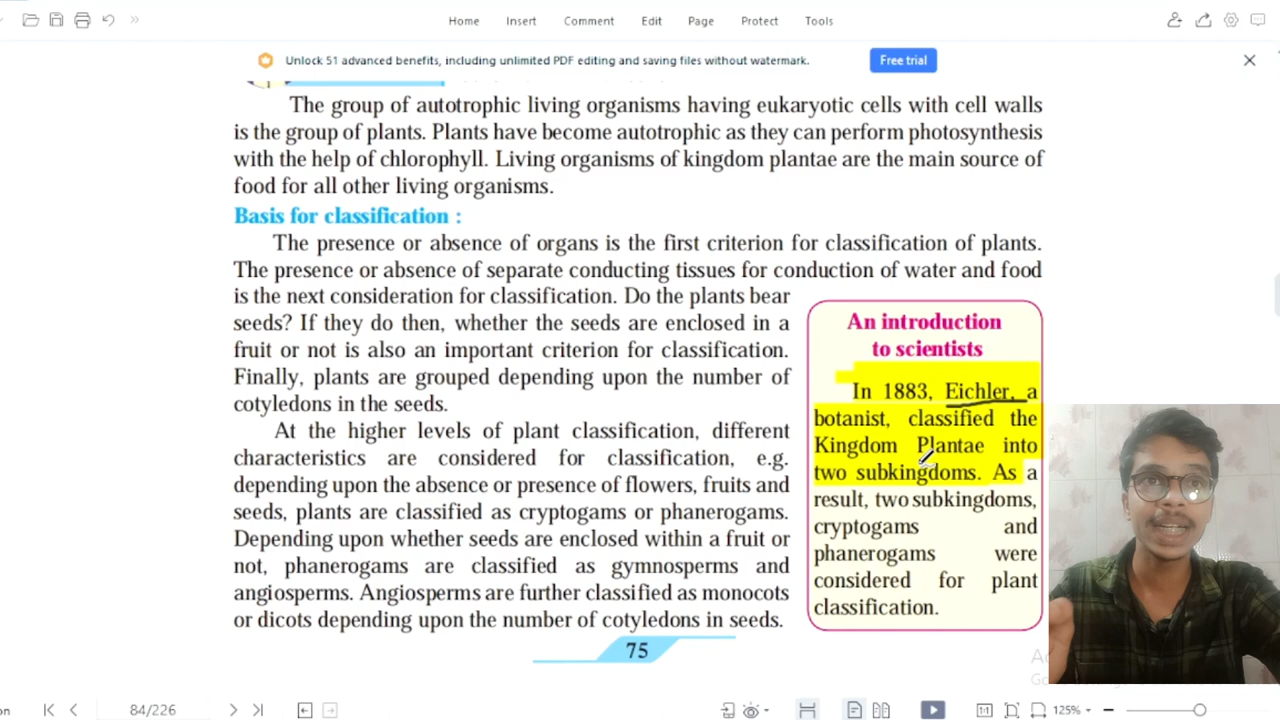 Home Insert Comment Edit Page Protect Tools
Unlock 51 advanced benefits, including unlimited PDF editing and saving files without watermark. Free trial
The group of autotrophic living organisms having eukaryotic cells with cell walls
is the group of plants. Plants have become autotrophic as they can perform photosynthesis
with the help of chlorophyll. Living organisms of kingdom plantae are the main source of
food for all other living organisms.
Basis for classification :
The presence or absence of organs is the first criterion for classification of plants.
The presence or absence of separate conducting tissues for conduction of water and food
is the next consideration for classification. Do the plants bear
seeds? If they do then, whether the seeds are enclosed in a
fruit or not is also an important criterion for classification.
Finally, plants are grouped depending upon the number of
cotyledons in the seeds.
At the higher levels of plant classification, different
characteristics are considered for classification, e.g.
depending upon the absence or presence of flowers, fruits and
seeds, plants are classified as cryptogams or phanerogams.
Depending upon whether seeds are enclosed within a fruit or
not, phanerogams are classified as gymnosperms and
angiosperms. Angiosperms are further classified as monocots
or dicots depending upon the number of cotyledons in seeds.
An introduction
to scientists
In 1883, Eichler, a
botanist, classified the
Kingdom Plantae into
two subkingdoms. As a
result, two subkingdoms,
cryptogams and
phanerogams were
considered for plant
classification.
75
84/226
125%